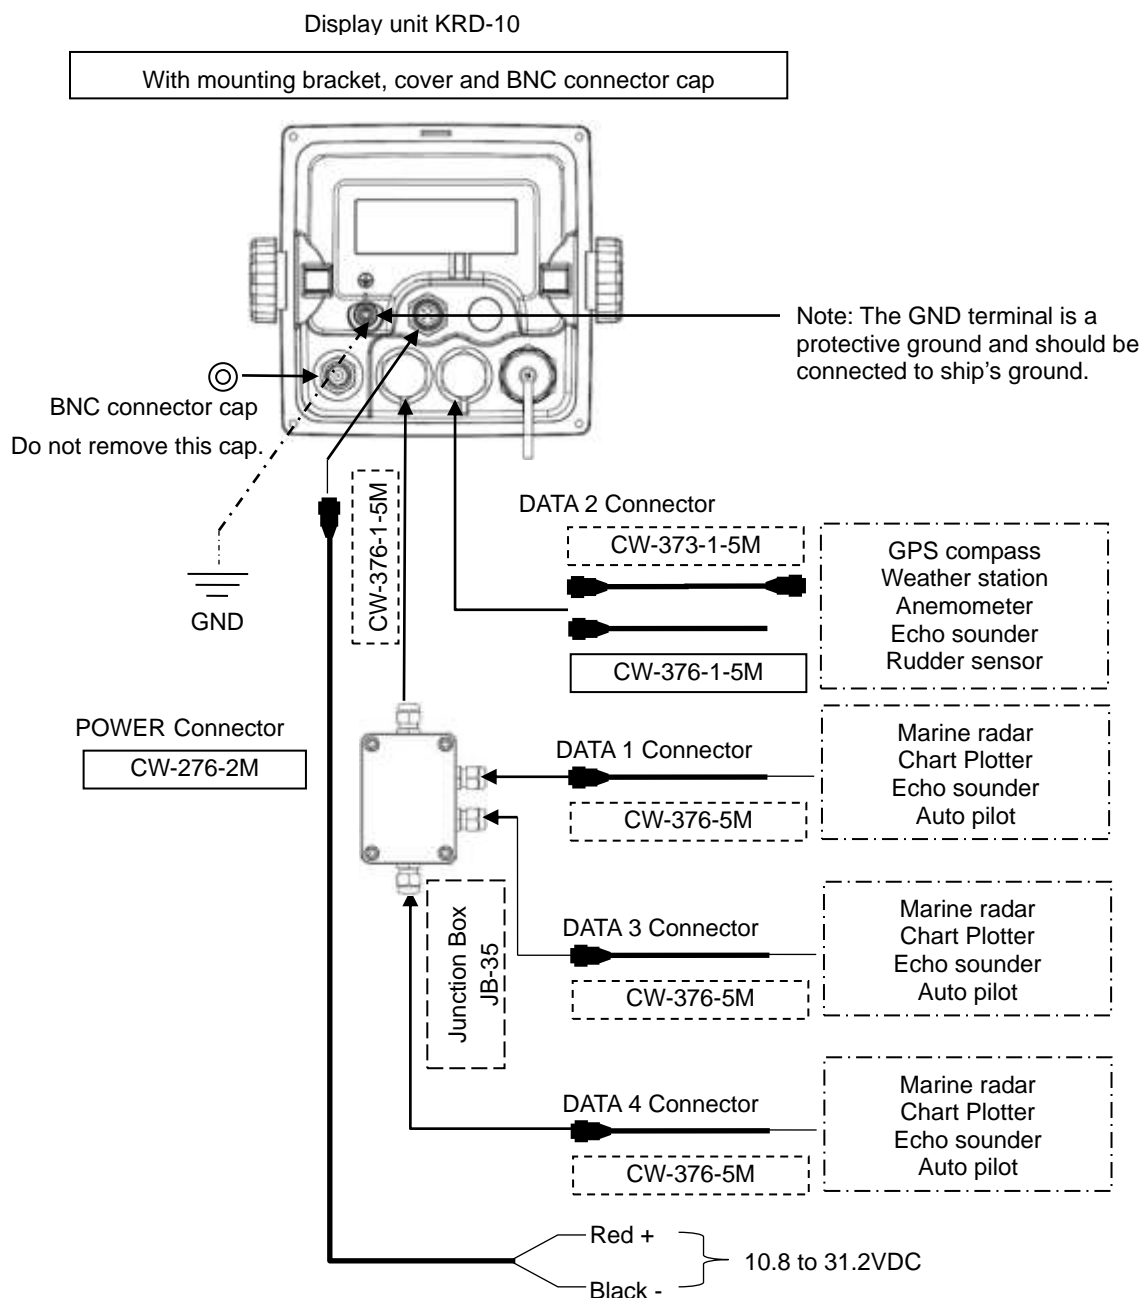 Display unit KRD-10
With mounting bracket, cover and BNC connector cap
Note: The GND terminal is a
protective ground and should be
connected to ship's ground.
BNC connector cap
Do not remove this cap.
GND
CW-376-1-5M
DATA 2 Connector
CW-373-1-5M
CW-376-1-5M
GPS compass
Weather station
Anemometer
Echo sounder
Rudder sensor
POWER Connector
CW-276-2M
DATA 1 Connector
CW-376-5M
Marine radar
Chart Plotter
Echo sounder
Auto pilot
Junction Box
JB-35
DATA 3 Connector
CW-376-5M
Marine radar
Chart Plotter
Echo sounder
Auto pilot
DATA 4 Connector
CW-376-5M
Marine radar
Chart Plotter
Echo sounder
Auto pilot
Red +
Black -
10.8 to 31.2VDC